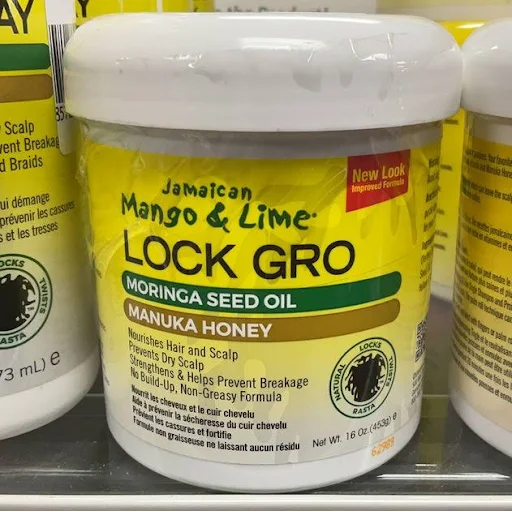 AY
Scalp
vent Breakag
d Braids
ui démange
prévenir les cassures
s et les tresses
LOCKS
TWISTS
RASTA
73 mL) e
New Look
Improved Formula
Jamaican
Mango & Lime
LOCK GRO
MORINGA SEED OIL
MANUKA HONEY
Nourishes Hair and Scalp
Prevents Dry Scalp
Strengthens & Helps Prevent Breakage
No Build-Up, Non-Greasy Formula
Nourrit les cheveux et le cuir chevelu
Aide à prévenir la sécheresse du cuir chevelu
Prévient les cassures et fortifie
Formule non graisseuse ne laissant aucun résidu
NATURAL
LOCKS
TWISTS
RASTA
Net Wt. 16 Oz.(453g) e
62989